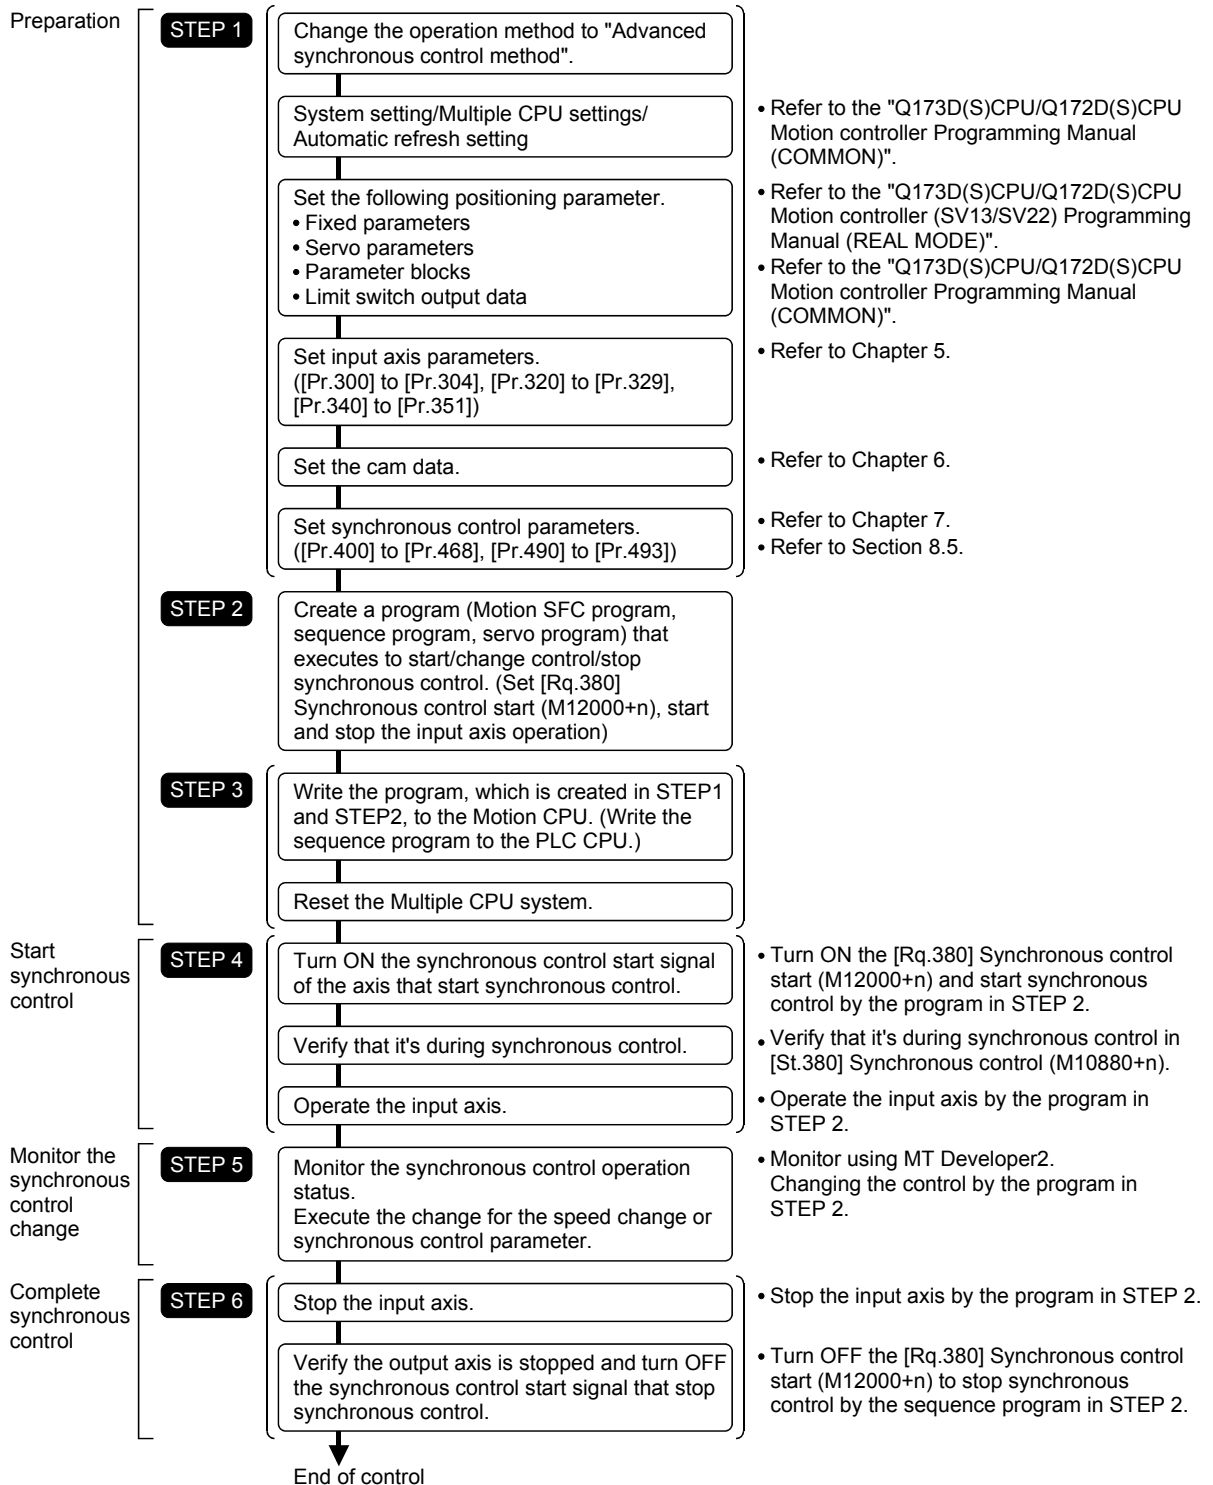 Preparation
STEP 1
Change the operation method to "Advanced
synchronous control method".
System setting/Multiple CPU settings/
Automatic refresh setting
• Refer to the "Q173D(S)CPU/Q172D(S)CPU
Motion controller Programming Manual
(COMMON)".
Set the following positioning parameter.
• Fixed parameters
• Servo parameters
• Parameter blocks
• Limit switch output data
• Refer to the "Q173D(S)CPU/Q172D(S)CPU
Motion controller (SV13/SV22) Programming
Manual (REAL MODE)".
• Refer to the "Q173D(S)CPU/Q172D(S)CPU
Motion controller Programming Manual
(COMMON)".
Set input axis parameters.
([Pr.300] to [Pr.304], [Pr.320] to [Pr.329],
[Pr.340] to [Pr.351])
• Refer to Chapter 5.
Set the cam data.
• Refer to Chapter 6.
Set synchronous control parameters.
([Pr.400] to [Pr.468], [Pr.490] to [Pr.493])
• Refer to Chapter 7.
• Refer to Section 8.5.
STEP 2
Create a program (Motion SFC program,
sequence program, servo program) that
executes to start/change control/stop
synchronous control. (Set [Rq.380]
Synchronous control start (M12000+n), start
and stop the input axis operation)
STEP 3
Write the program, which is created in STEP1
and STEP2, to the Motion CPU. (Write the
sequence program to the PLC CPU.)
Reset the Multiple CPU system.
Start
synchronous
control
STEP 4
Turn ON the synchronous control start signal
of the axis that start synchronous control.
• Turn ON the [Rq.380] Synchronous control
start (M12000+n) and start synchronous
control by the program in STEP 2.
Verify that it's during synchronous control.
• Verify that it's during synchronous control in
[St.380] Synchronous control (M10880+n).
Operate the input axis.
• Operate the input axis by the program in
STEP 2.
Monitor the
synchronous
control
change
STEP 5
Monitor the synchronous control operation
status.
Execute the change for the speed change or
synchronous control parameter.
• Monitor using MT Developer2.
Changing the control by the program in
STEP 2.
Complete
synchronous
control
STEP 6
Stop the input axis.
• Stop the input axis by the program in STEP 2.
Verify the output axis is stopped and turn OFF
the synchronous control start signal that stop
synchronous control.
• Turn OFF the [Rq.380] Synchronous control
start (M12000+n) to stop synchronous
control by the sequence program in STEP 2.
End of control